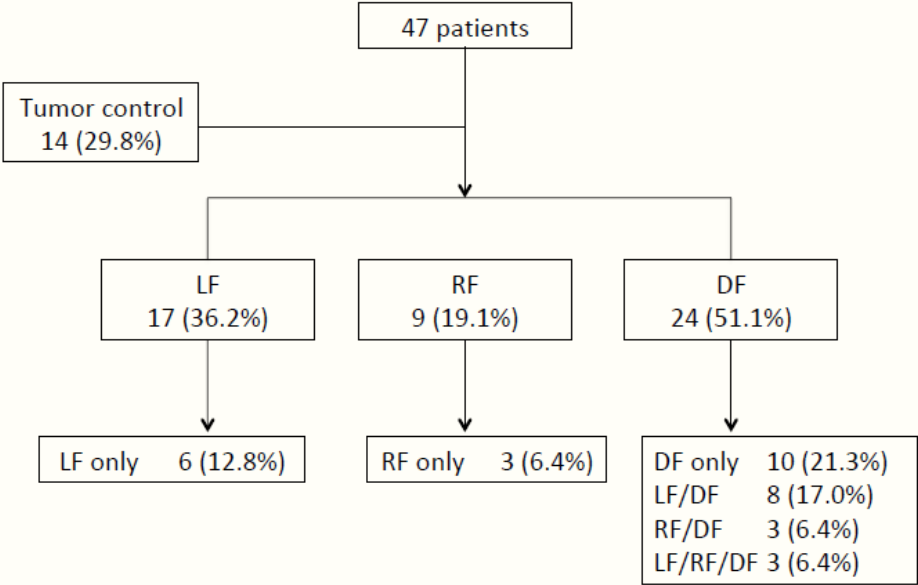 47 patients
Tumor control
14 (29.8%)
LF
17 (36.2%)
RF
9 (19.1%)
DF
24 (51.1%)
LF only 6 (12.8%)
RF only 3 (6.4%)
DF only 10 (21.3%)
LF/DF 8 (17.0%)
RF/DF 3 (6.4%)
LF/RF/DF 3 (6.4%)